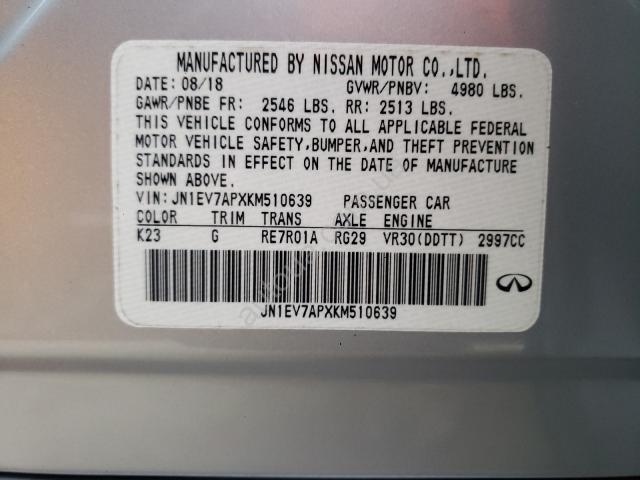 MANUFACTURED BY NISSAN MOTOR CO.,LTD.
DATE: 08/18 GVWR/PNBV: 4980 LBS.
GAWR/PNBE FR: 2546 LBS. RR: 2513 LBS.
THIS VEHICLE CONFORMS TO ALL APPLICABLE FEDERAL
MOTOR VEHICLE SAFETY,BUMPER,AND THEFT PREVENTION
STANDARDS IN EFFECT ON THE DATE OF MANUFACTURE
SHOWN ABOVE.
VIN:JN1EV7APXKM510639 PASSENGER CAR
COLOR TRIM TRANS AXLE ENGINE
K23 G RE7R01A RG29 VR30(DDTT) 2997CC
JN1EV7APXKM510639